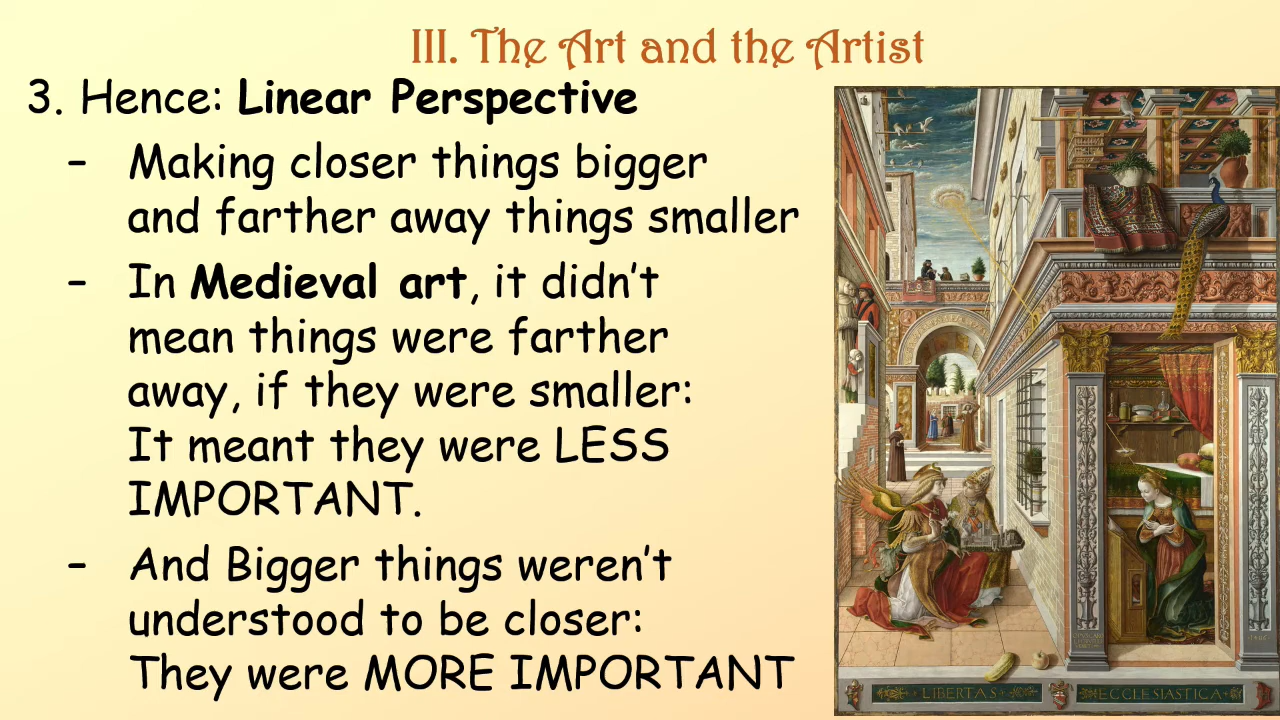 III. The Art and the Artist
3. Hence: Linear Perspective
– Making closer things bigger
and farther away things smaller
– In Medieval art, it didn’t
mean things were farther
away, if they were smaller:
It meant they were LESS
IMPORTANT.
– And Bigger things weren’t
understood to be closer:
They were MORE IMPORTANT
LIBERTAS ECCLESIASTICA